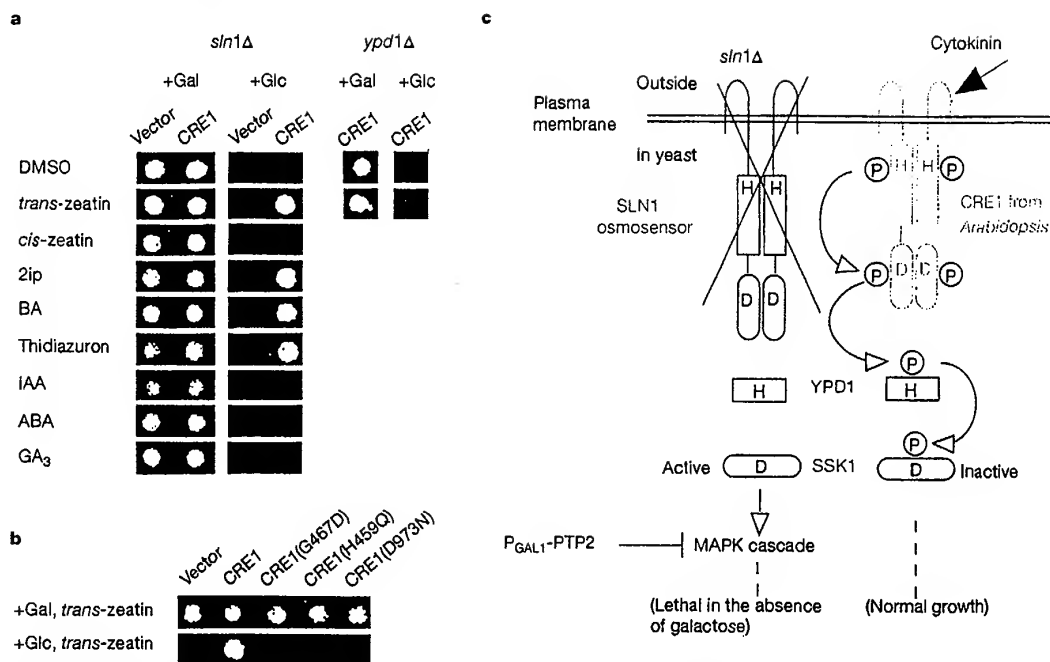 a
sln1Δ
ypd1Δ
+Gal
+Glc
+Gal
+Glc
Vector
CRE1
Vector
CRE1
CRE1
CRE1
DMSO
trans-zeatin
cis-zeatin
2ip
BA
Thidiazuron
IAA
ABA
GA3
b
Vector
CRE1
CRE1(G467D)
CRE1(H459Q)
CRE1(D973N)
+Gal, trans-zeatin
+Glc, trans-zeatin
c
sln1Δ
Cytokinin
Outside
Plasma
membrane
in yeast
H H
P H H P
SLN1
osmosensor
CRE1 from
Arabidopsis
D D
P D D P
P
H YPD1 H
P
Active D SSK1 D Inactive
PGAL1-PTP2
MAPK cascade
(Lethal in the absence
of galactose)
(Normal growth)